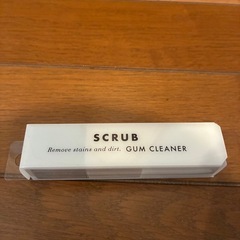 SCRUB
Remove stains and dirt. GUM CLEANER